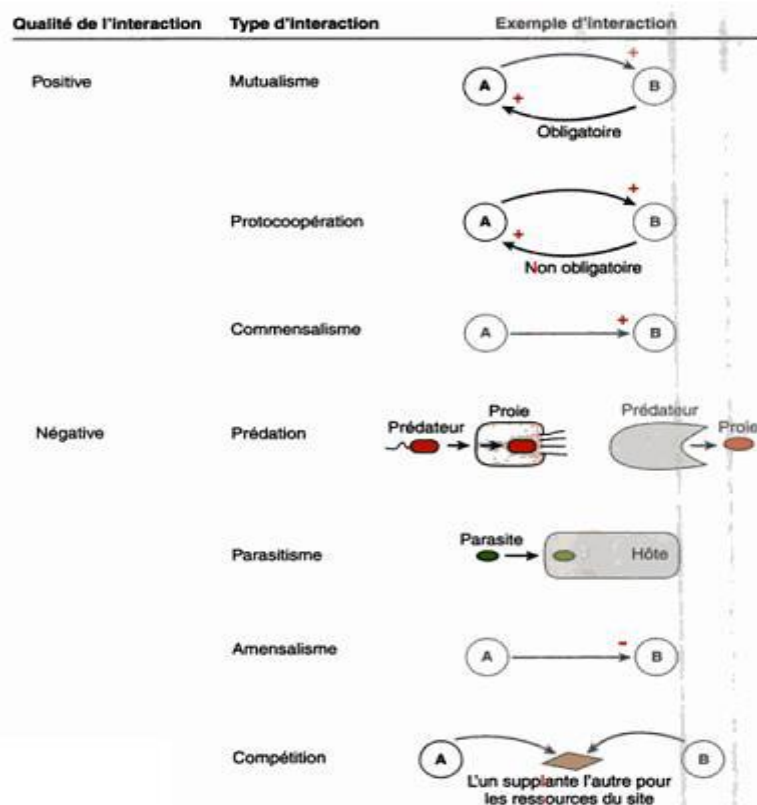 Qualité de l'interaction Type d'interaction Exemple d'interaction
Positive Mutualisme A + + B
Obligatoire
Protocoopération A + + B
Non obligatoire
Commensalisme A + B
Négative Prédation Prédateur Proie Prédateur Proie
Parasitisme Parasite Hôte
Amensalisme A - B
Compétition A B
L'un supplante l'autre pour
les ressources du site